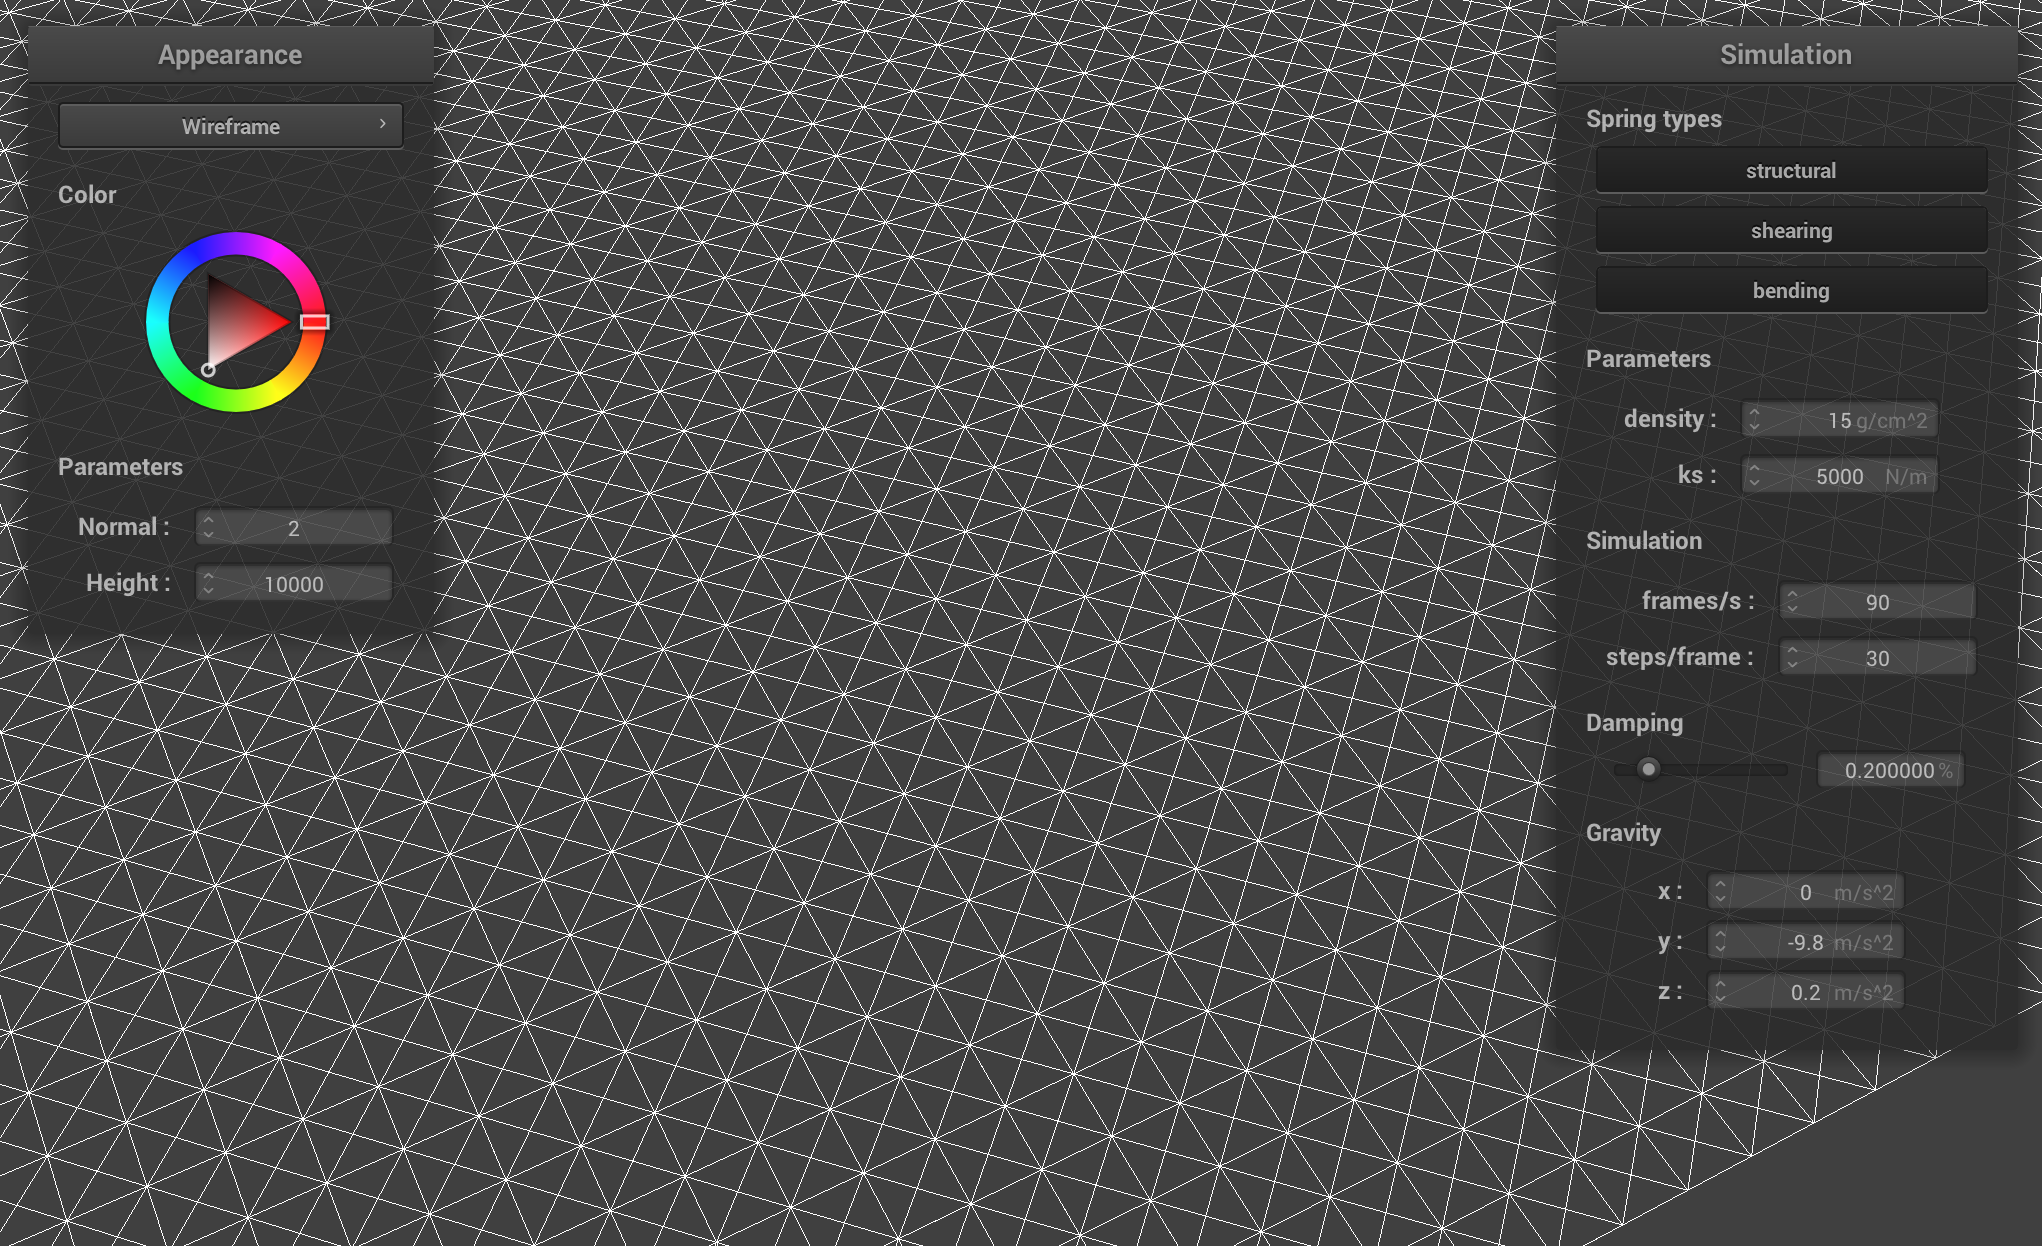 Appearance
Wireframe
Color
Parameters
Normal : 2
Height : 10000
Simulation
Spring types
structural
shearing
bending
Parameters
density : 15 g/cm^2
ks : 5000 N/m
Simulation
frames/s : 90
steps/frame : 30
Damping
0.200000 %
Gravity
x : 0 m/s^2
y : -9.8 m/s^2
z : 0.2 m/s^2